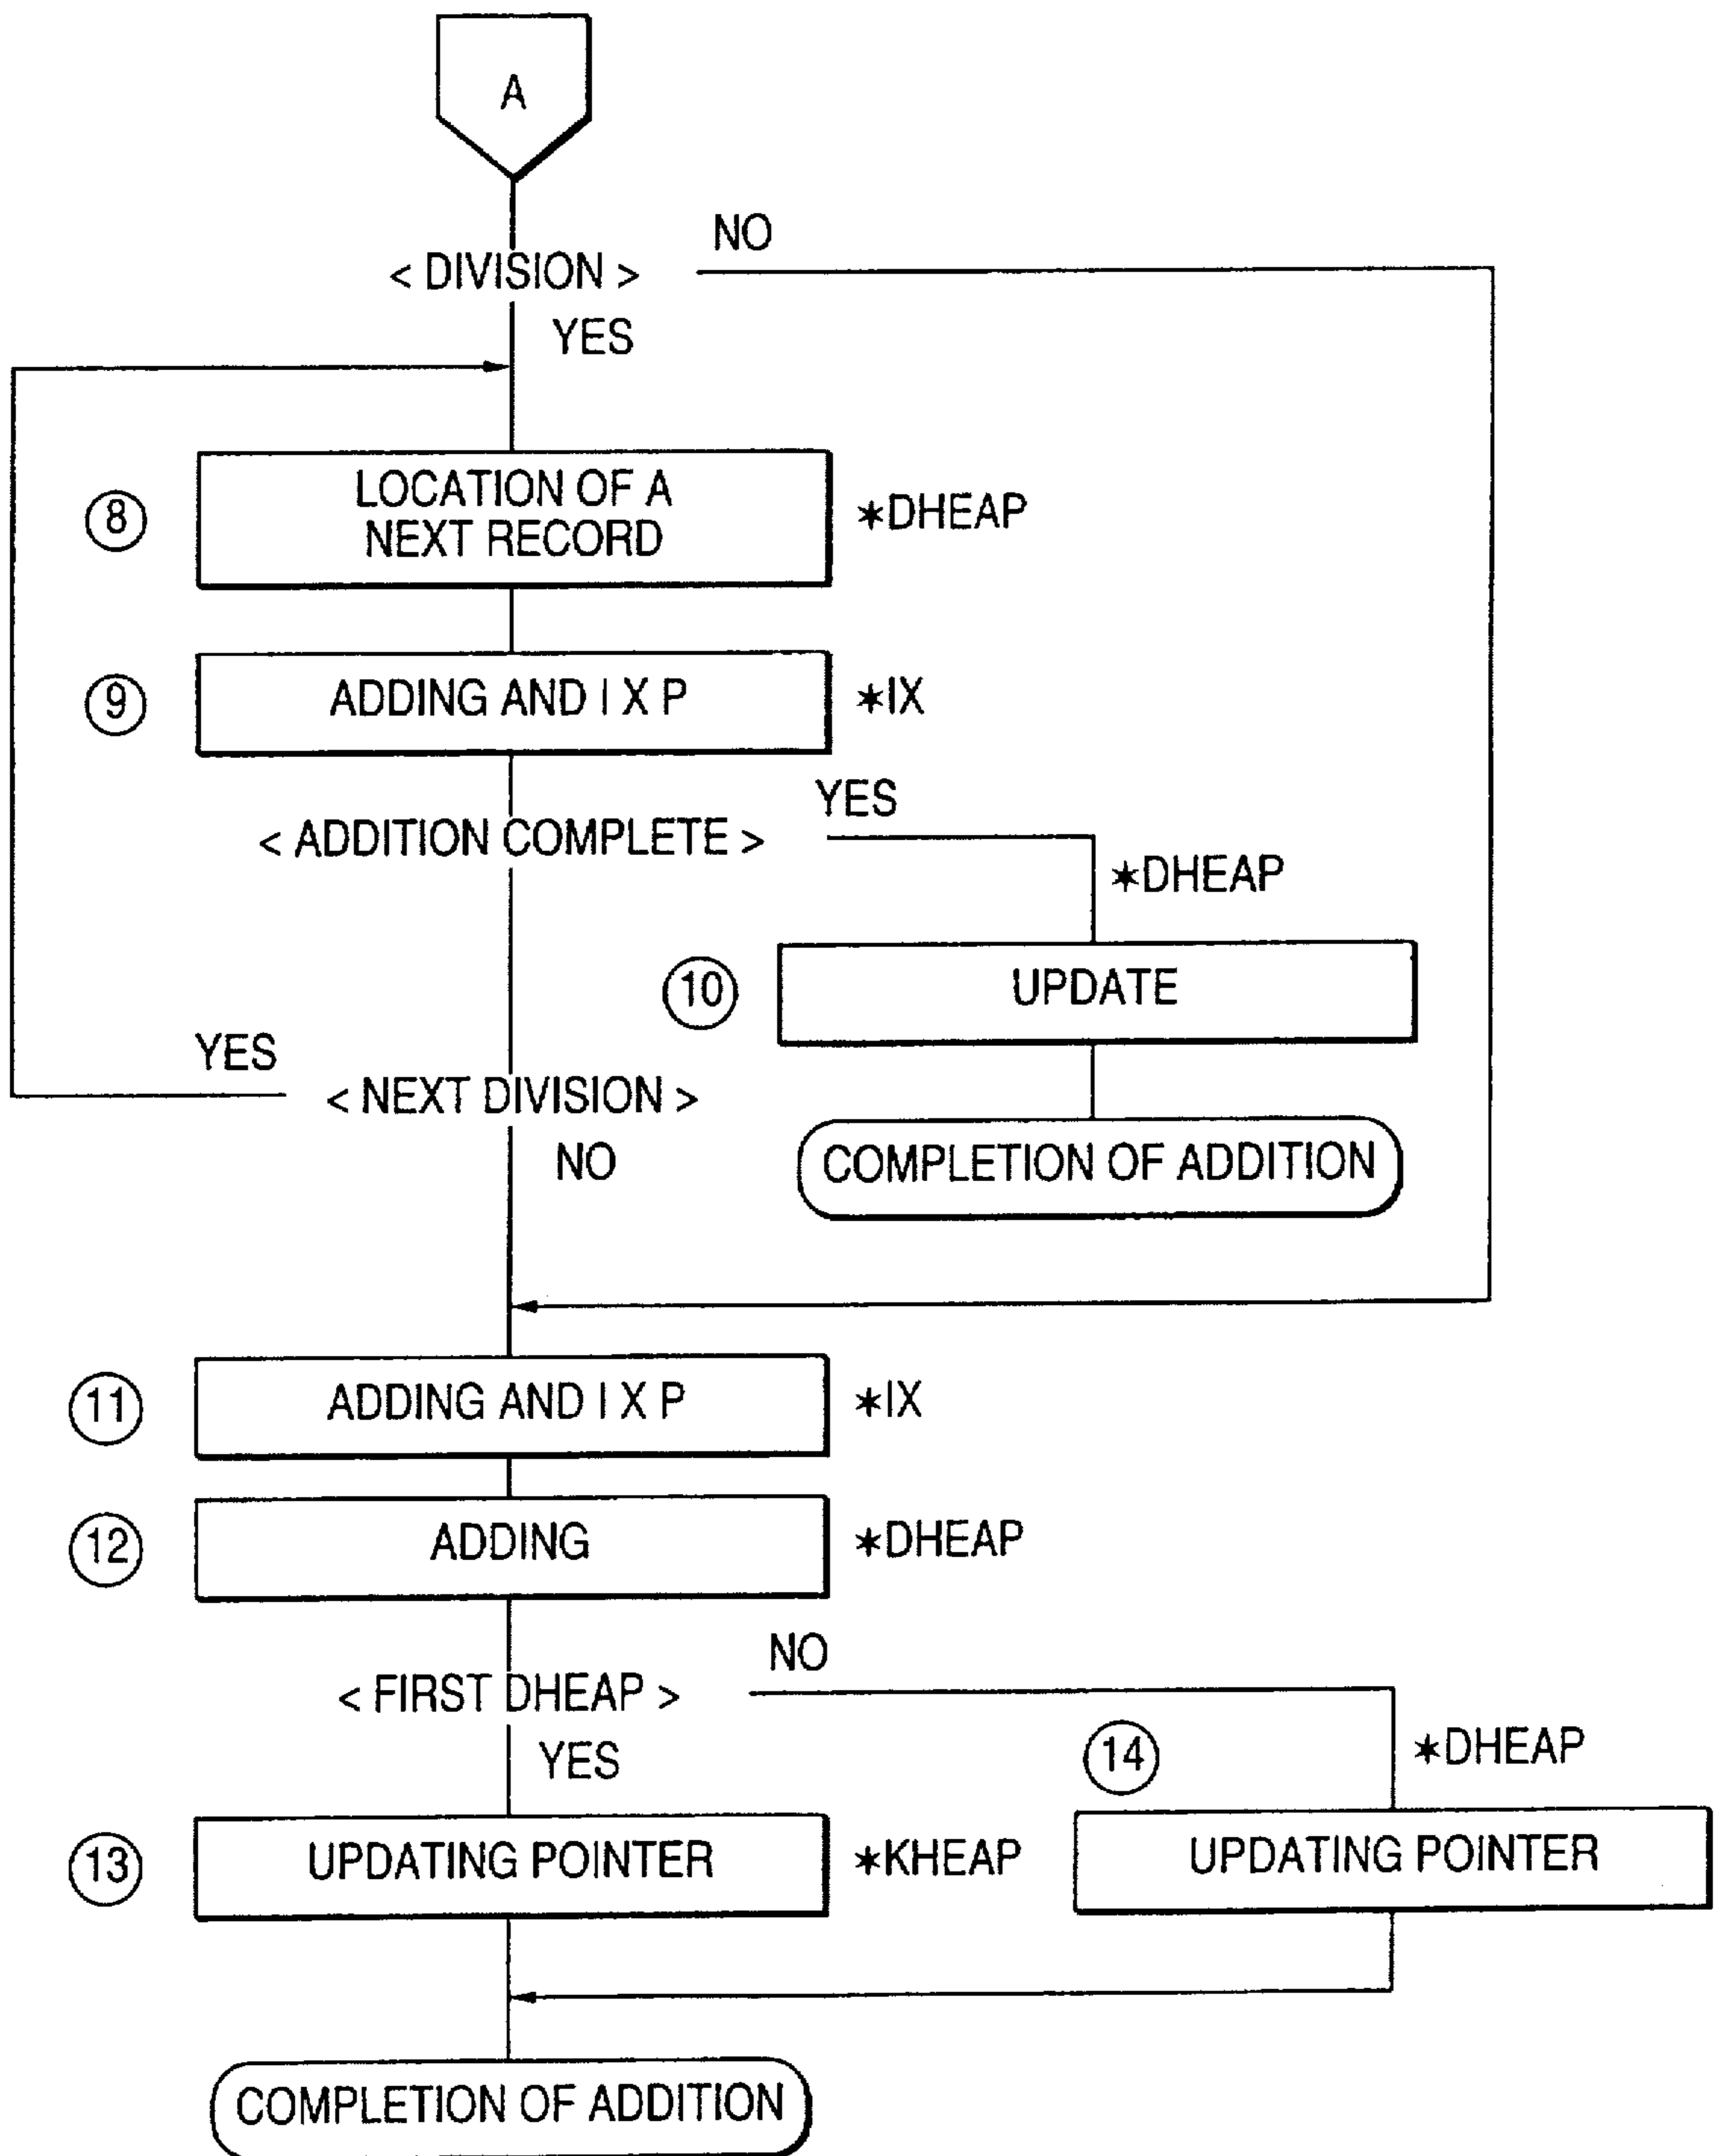 A
NO
< DIVISION >
YES
8
LOCATION OF A
NEXT RECORD
*DHEAP
9
ADDING AND I X P
*IX
YES
< ADDITION COMPLETE >
*DHEAP
10
UPDATE
YES
< NEXT DIVISION >
NO
COMPLETION OF ADDITION
11
ADDING AND I X P
*IX
12
ADDING
*DHEAP
NO
< FIRST DHEAP >
YES
14
*DHEAP
13
UPDATING POINTER
*KHEAP
UPDATING POINTER
COMPLETION OF ADDITION